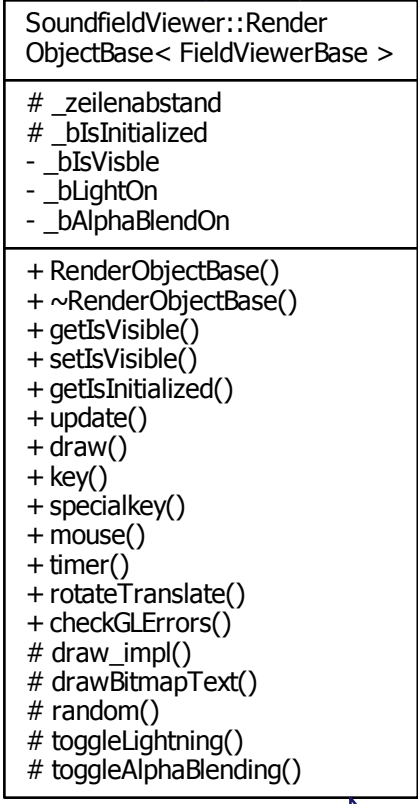 SoundfieldViewer::Render
ObjectBase< FieldViewerBase >
# _zeilenabstand
# _bIsInitialized
- _bIsVisble
- _bLightOn
- _bAlphaBlendOn
+ RenderObjectBase()
+ ~RenderObjectBase()
+ getIsVisible()
+ setIsVisible()
+ getIsInitialized()
+ update()
+ draw()
+ key()
+ specialkey()
+ mouse()
+ timer()
+ rotateTranslate()
+ checkGLErrors()
# draw_impl()
# drawBitmapText()
# random()
# toggleLightning()
# toggleAlphaBlending()